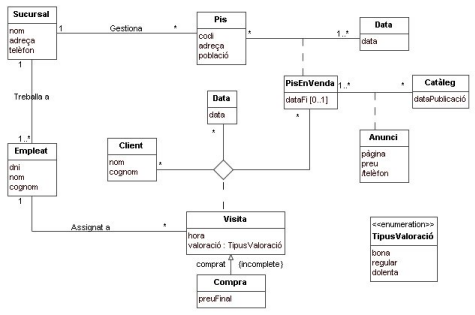 Sucursal
nom
adreça
telèfon
1
Gestiona
*
Pis
codi
adreça
població
*
1..*
Data
data
1
Treballa a
1..*
PisEnVenda
dataFi [0..1]
1..*
*
Catàleg
dataPublicació
Data
data
*
*
Anunci
página
preu
/telèfon
Client
nom
cognom
*
Empleat
dni
nom
cognom
1
Assignat a
*
Visita
hora
valoració : TipusValoració
comprat
{incomplete}
Compra
preuFinal
<<enumeration>>
TipusValoració
bona
regular
dolenta